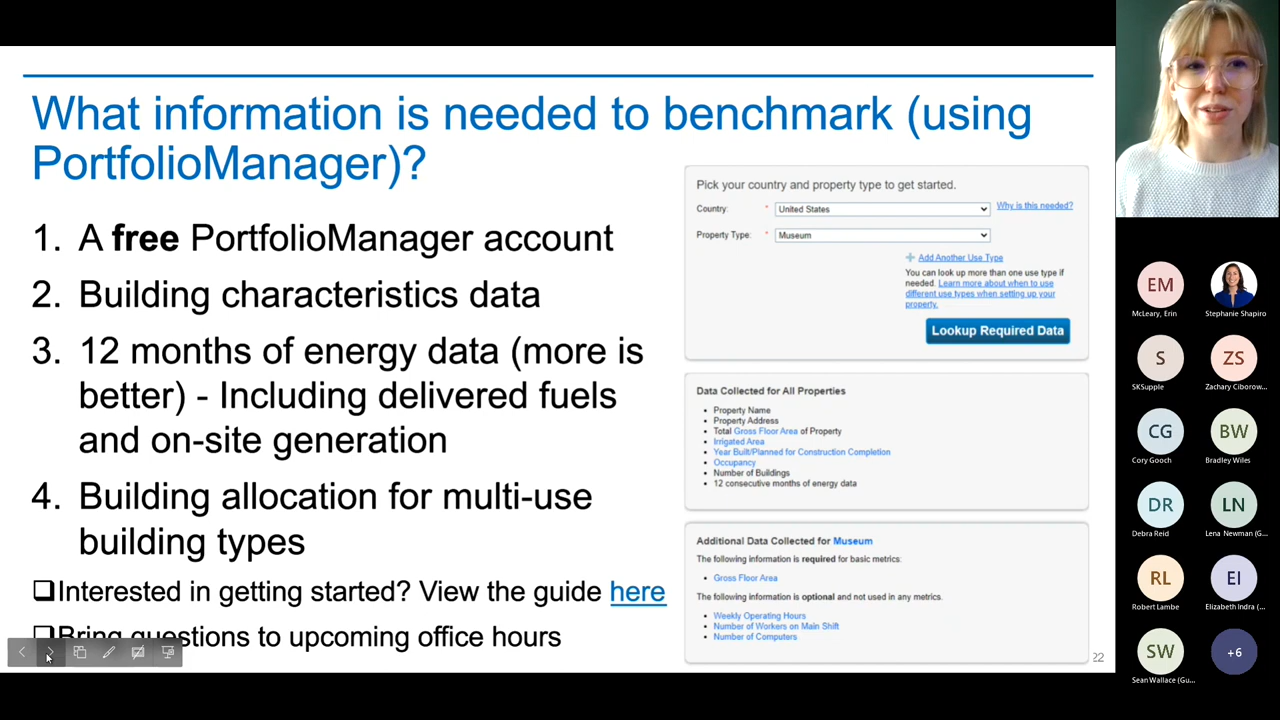 What information is needed to benchmark (using
PortfolioManager)?
1. A free PortfolioManager account
2. Building characteristics data
3. 12 months of energy data (more is
better) - Including delivered fuels
and on-site generation
4. Building allocation for multi-use
building types
❑Interested in getting started? View the guide here
❑Bring questions to upcoming office hours
Pick your country and property type to get started.
Country: * United States Why is this needed?
Property Type: * Museum
Add Another Use Type
You can look up more than one use type if
needed. Learn more about when to use
different use types when setting up your
property.
Lookup Required Data
Data Collected for All Properties
• Property Name
• Property Address
• Total Gross Floor Area of Property
• Irrigated Area
• Year Built/Planned for Construction Completion
• Occupancy
• Number of Buildings
• 12 consecutive months of energy data
Additional Data Collected for Museum
The following information is required for basic metrics:
• Gross Floor Area
The following information is optional and not used in any metrics.
• Weekly Operating Hours
• Number of Workers on Main Shift
• Number of Computers
22
EM
McLeary, Erin
Stephanie Shapiro
S
SKSupple
ZS
Zachary Ciborow...
CG
Cory Gooch
BW
Bradley Wiles
DR
Debra Reid
LN
Lena Newman (G...
RL
Robert Lambe
EI
Elizabeth Indra (...
SW
Sean Wallace (Gu...
+6